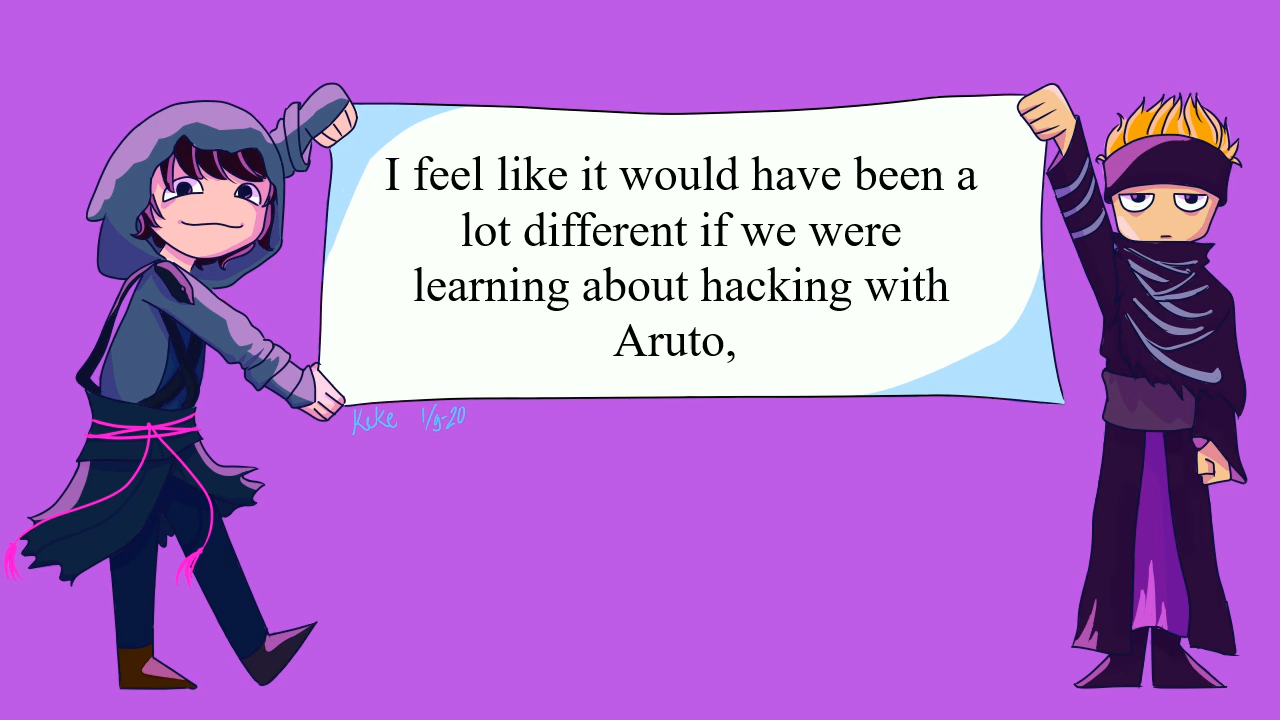 I feel like it would have been a
lot different if we were
learning about hacking with
Aruto,
KeKe 1/9-20